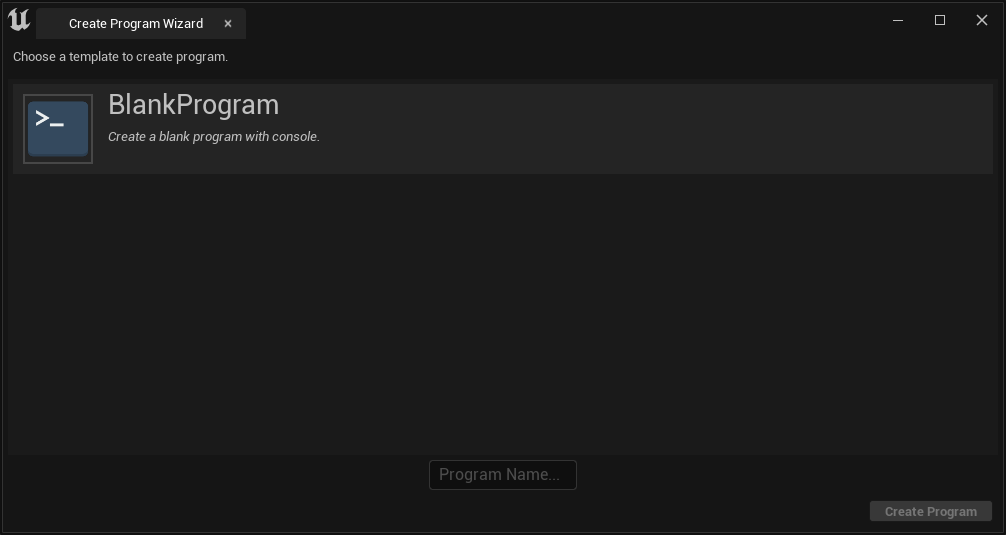 Create Program Wizard
Choose a template to create program.
>_
BlankProgram
Create a blank program with console.
Program Name...
Create Program